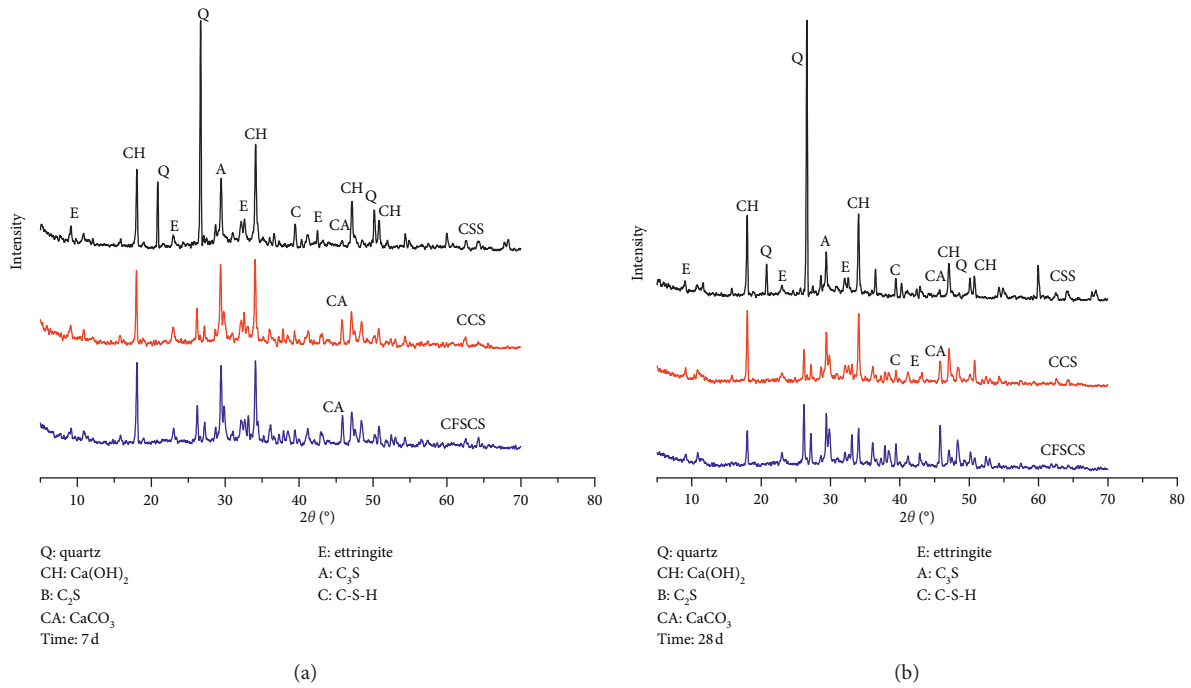 Q
CH
CH
Q
A
CH
Q
CH
E
E
E
C
E
CA
CSS
CA
CCS
CA
CFSCS
Intensity
10 20 30 40 50 60 70 80
2θ (°)
Q: quartz E: ettringite
CH: Ca(OH)₂ A: C₃S
B: C₂S C: C-S-H
CA: CaCO₃
Time: 7 d
(a)
Q
CH
CH
Q
A
CH
Q
CH
E
E
E
C
CA
CSS
C
E
CA
CCS
CFSCS
Intensity
10 20 30 40 50 60 70 80
2θ (°)
Q: quartz E: ettringite
CH: Ca(OH)₂ A: C₃S
B: C₂S C: C-S-H
CA: CaCO₃
Time: 28 d
(b)